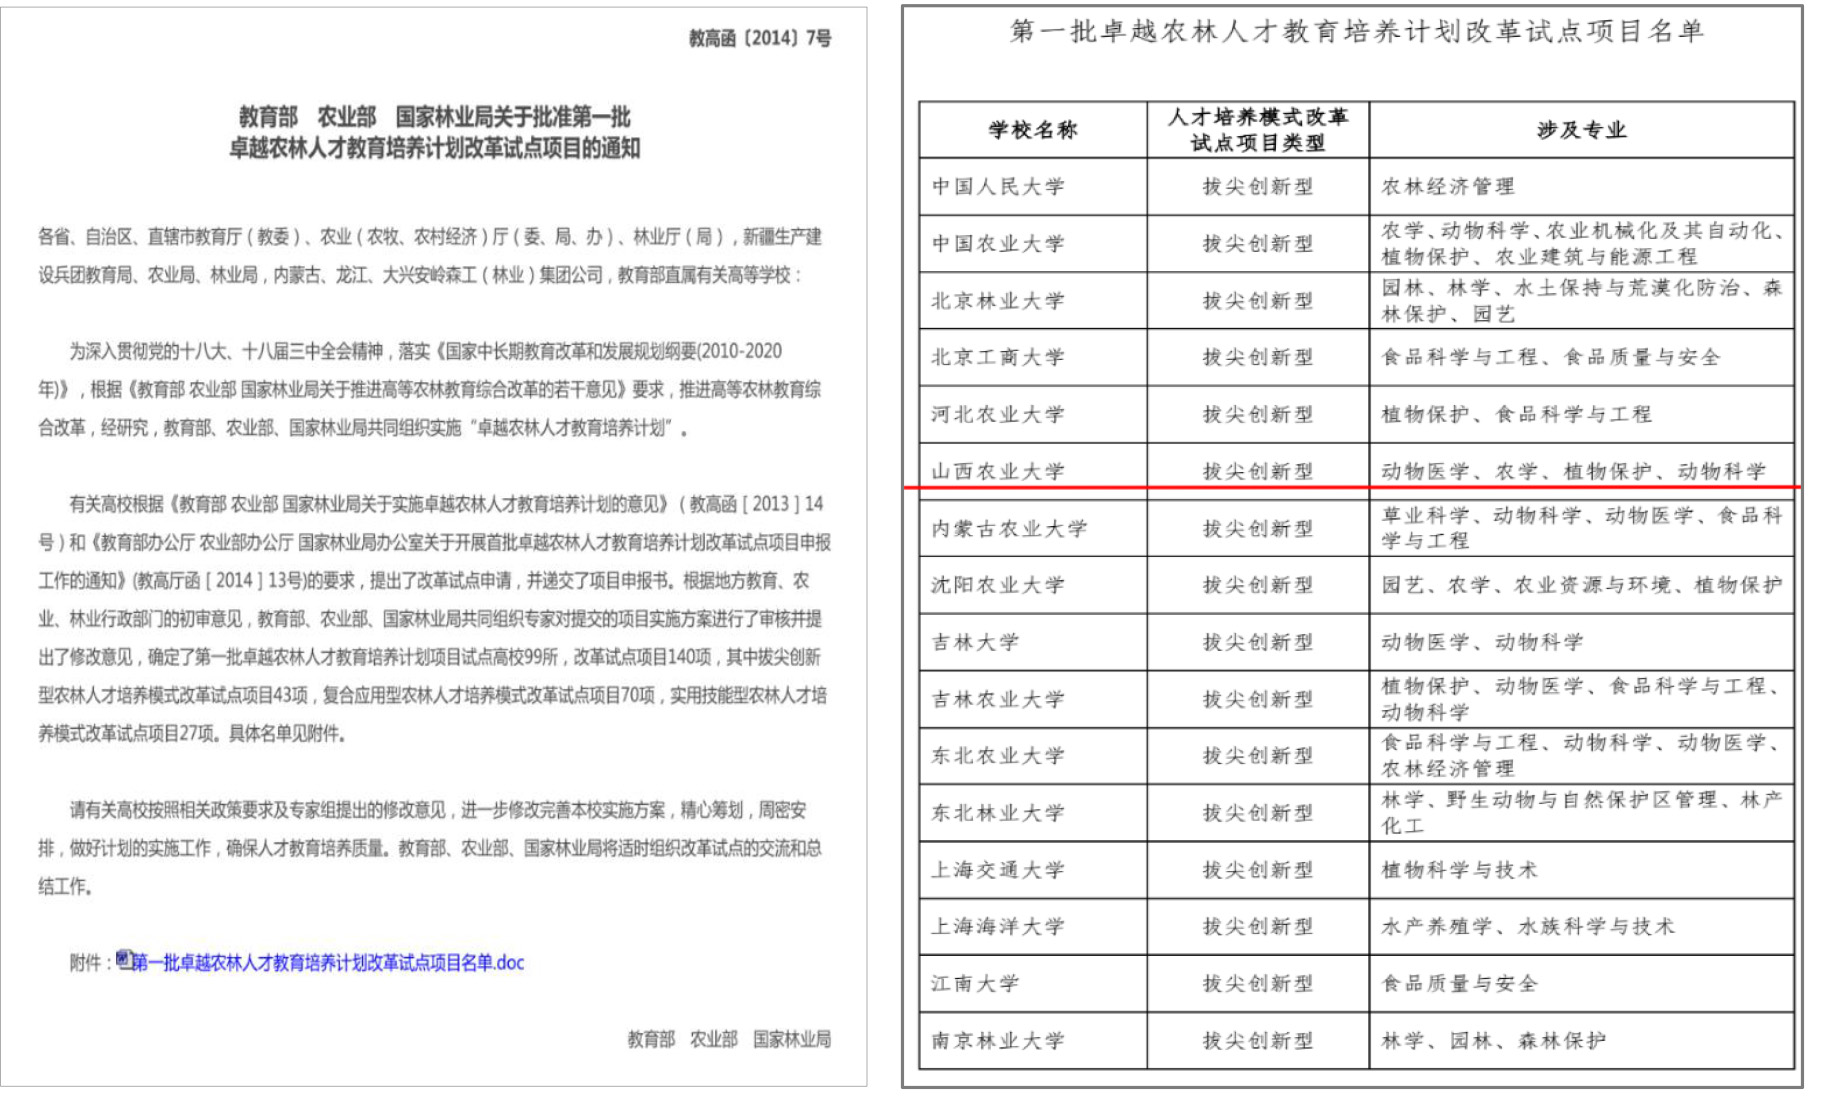 教高函〔2014〕7号
教育部　农业部　国家林业局关于批准第一批
卓越农林人才教育培养计划改革试点项目的通知
各省、自治区、直辖市教育厅（教委）、农业（农牧、农村经济）厅（委、局、办）、林业厅（局），新疆生产建
设兵团教育局、农业局、林业局，内蒙古、龙江、大兴安岭森工（林业）集团公司，教育部直属有关高等学校：
为深入贯彻党的十八大、十八届三中全会精神，落实《国家中长期教育改革和发展规划纲要(2010-2020
年)》，根据《教育部 农业部 国家林业局关于推进高等农林教育综合改革的若干意见》要求，推进高等农林教育综
合改革，经研究，教育部、农业部、国家林业局共同组织实施“卓越农林人才教育培养计划”。
有关高校根据《教育部 农业部 国家林业局关于实施卓越农林人才教育培养计划的意见》（教高函［2013］14
号）和《教育部办公厅 农业部办公厅 国家林业局办公室关于开展首批卓越农林人才教育培养计划改革试点项目申报
工作的通知》(教高厅函［2014］13号)的要求，提出了改革试点申请，并递交了项目申报书。根据地方教育、农
业、林业行政部门的初审意见，教育部、农业部、国家林业局共同组织专家对提交的项目实施方案进行了审核并提
出了修改意见，确定了第一批卓越农林人才教育培养计划项目试点高校99所，改革试点项目140项，其中拔尖创新
型农林人才培养模式改革试点项目43项，复合应用型农林人才培养模式改革试点项目70项，实用技能型农林人才培
养模式改革试点项目27项。具体名单见附件。
请有关高校按照相关政策要求及专家组提出的修改意见，进一步修改完善本校实施方案，精心筹划，周密安
排，做好计划的实施工作，确保人才教育培养质量。教育部、农业部、国家林业局将适时组织改革试点的交流和总
结工作。
附件：第一批卓越农林人才教育培养计划改革试点项目名单.doc
教育部　农业部　国家林业局
第一批卓越农林人才教育培养计划改革试点项目名单
学校名称 人才培养模式改革 涉及专业
试点项目类型
中国人民大学 拔尖创新型 农林经济管理
中国农业大学 拔尖创新型 农学、动物科学、农业机械化及其自动化、
植物保护、农业建筑与能源工程
北京林业大学 拔尖创新型 园林、林学、水土保持与荒漠化防治、森
林保护、园艺
北京工商大学 拔尖创新型 食品科学与工程、食品质量与安全
河北农业大学 拔尖创新型 植物保护、食品科学与工程
山西农业大学 拔尖创新型 动物医学、农学、植物保护、动物科学
内蒙古农业大学 拔尖创新型 草业科学、动物科学、动物医学、食品科
学与工程
沈阳农业大学 拔尖创新型 园艺、农学、农业资源与环境、植物保护
吉林大学 拔尖创新型 动物医学、动物科学
吉林农业大学 拔尖创新型 植物保护、动物医学、食品科学与工程、
动物科学
东北农业大学 拔尖创新型 食品科学与工程、动物科学、动物医学、
农林经济管理
东北林业大学 拔尖创新型 林学、野生动物与自然保护区管理、林产
化工
上海交通大学 拔尖创新型 植物科学与技术
上海海洋大学 拔尖创新型 水产养殖学、水族科学与技术
江南大学 拔尖创新型 食品质量与安全
南京林业大学 拔尖创新型 林学、园林、森林保护